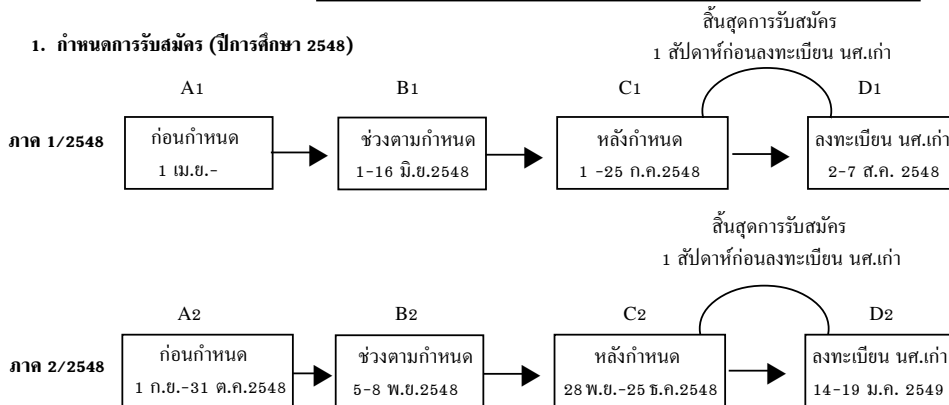 สิ้นสุดการรับสมัคร
1. กำหนดการรับสมัคร (ปีการศึกษา 2548)
1 สัปดาห์ก่อนลงทะเบียน นศ.เก่า
A1
B1
C1
D1
ภาค 1/2548
ก่อนกำหนด
1 เม.ย.-
ช่วงตามกำหนด
1-16 มิ.ย.2548
หลังกำหนด
1 -25 ก.ค.2548
ลงทะเบียน นศ.เก่า
2-7 ส.ค. 2548
สิ้นสุดการรับสมัคร
1 สัปดาห์ก่อนลงทะเบียน นศ.เก่า
A2
B2
C2
D2
ภาค 2/2548
ก่อนกำหนด
1 ก.ย.-31 ต.ค.2548
ช่วงตามกำหนด
5-8 พ.ย.2548
หลังกำหนด
28 พ.ย.-25 ธ.ค.2548
ลงทะเบียน นศ.เก่า
14-19 ม.ค. 2549